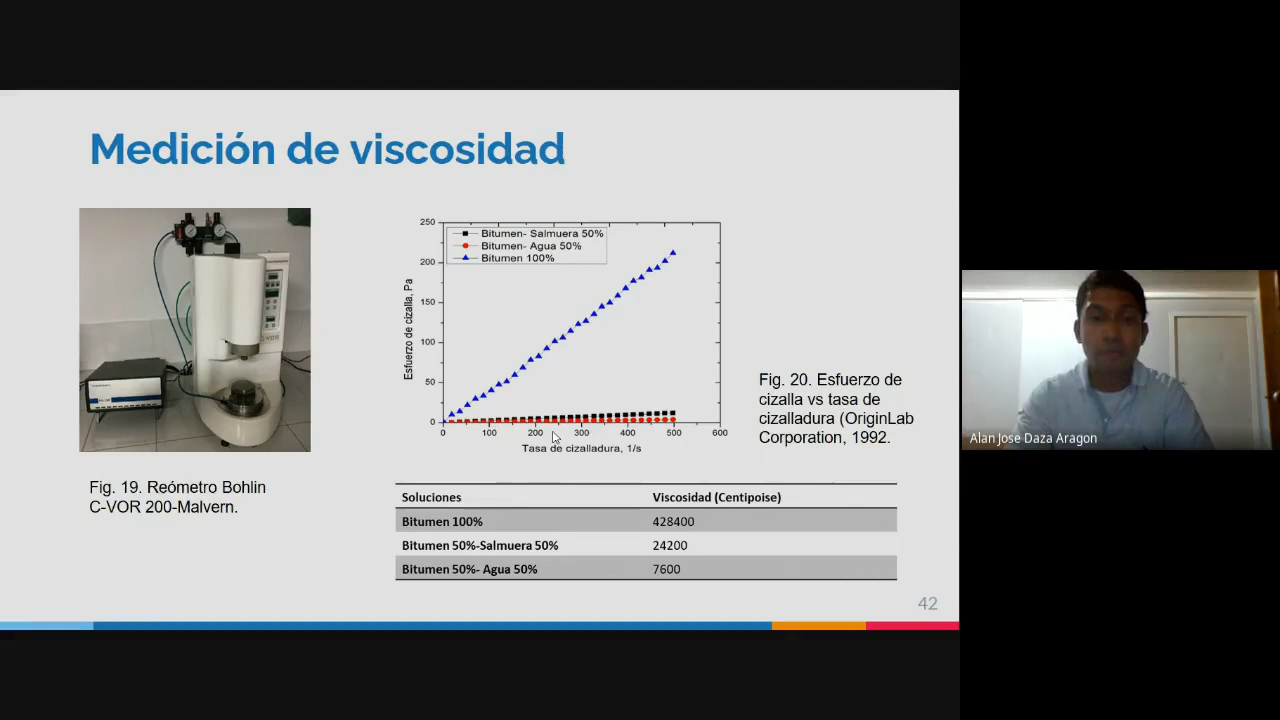 Medición de viscosidad
250
200
150
100
50
0
Esfuerzo de cizalla, Pa
Bitumen- Salmuera 50%
Bitumen- Agua 50%
Bitumen 100%
0 100 200 300 400 500 600
Tasa de cizalladura, 1/s
Fig. 19. Reómetro Bohlin
C-VOR 200-Malvern.
Fig. 20. Esfuerzo de
cizalla vs tasa de
cizalladura (OriginLab
Corporation, 1992.
Soluciones Viscosidad (Centipoise)
Bitumen 100% 428400
Bitumen 50%-Salmuera 50% 24200
Bitumen 50%- Agua 50% 7600
42
Alan Jose Daza Aragon